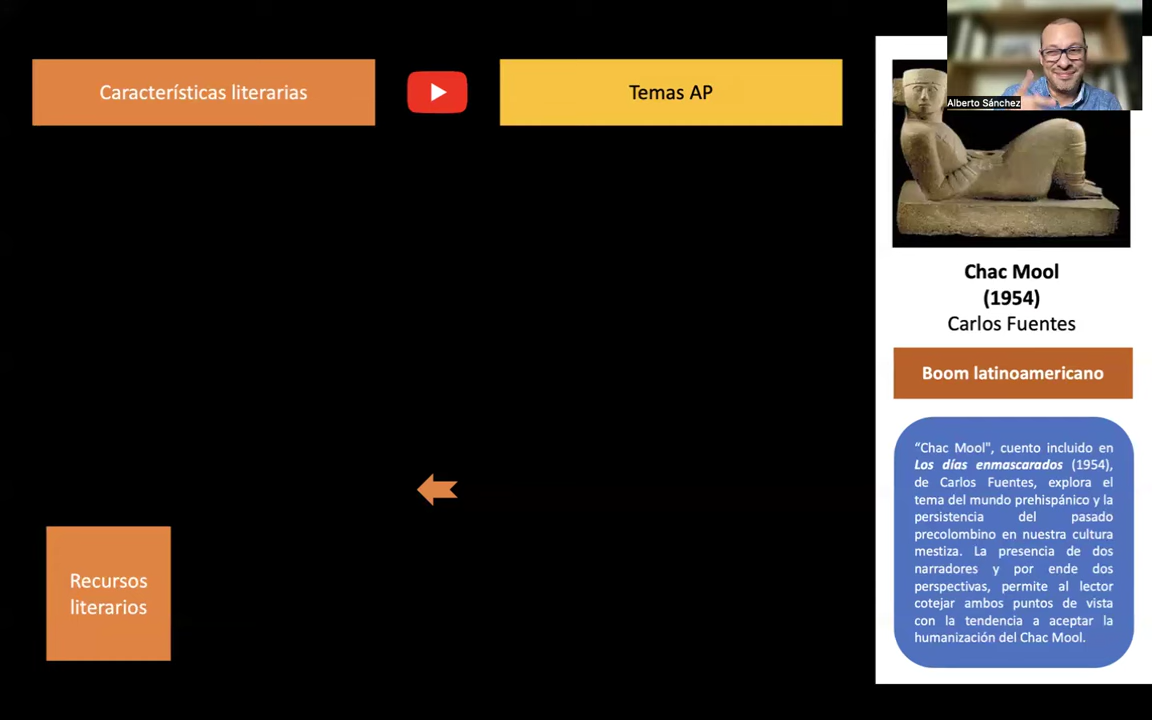 Características literarias
Temas AP
Alberto Sánchez
Chac Mool
(1954)
Carlos Fuentes
Boom latinoamericano
“Chac Mool", cuento incluido en
Los días enmascarados (1954),
de Carlos Fuentes, explora el
tema del mundo prehispánico y la
persistencia del pasado
precolombino en nuestra cultura
mestiza. La presencia de dos
narradores y por ende dos
perspectivas, permite al lector
cotejar ambos puntos de vista
con la tendencia a aceptar la
humanización del Chac Mool.
Recursos
literarios